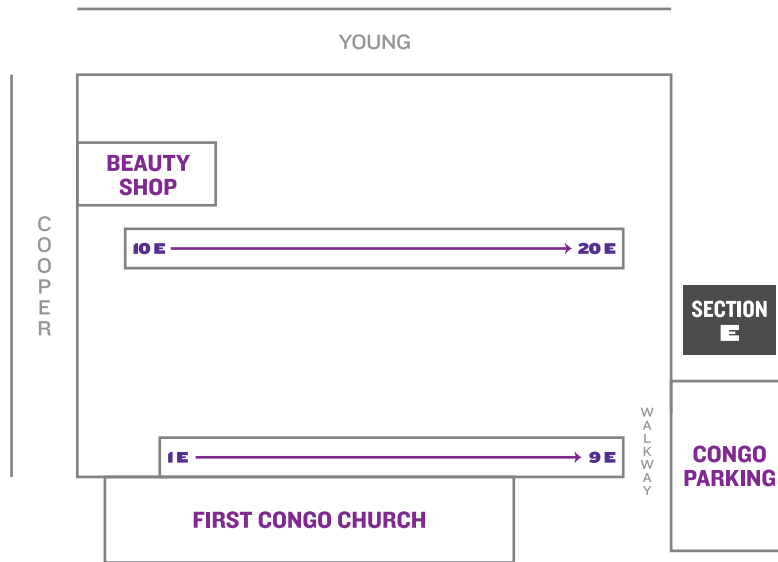 YOUNG
BEAUTY
SHOP
COOPER
10 E
20 E
SECTION
E
WALKWAY
1 E
9 E
CONGO
PARKING
FIRST CONGO CHURCH